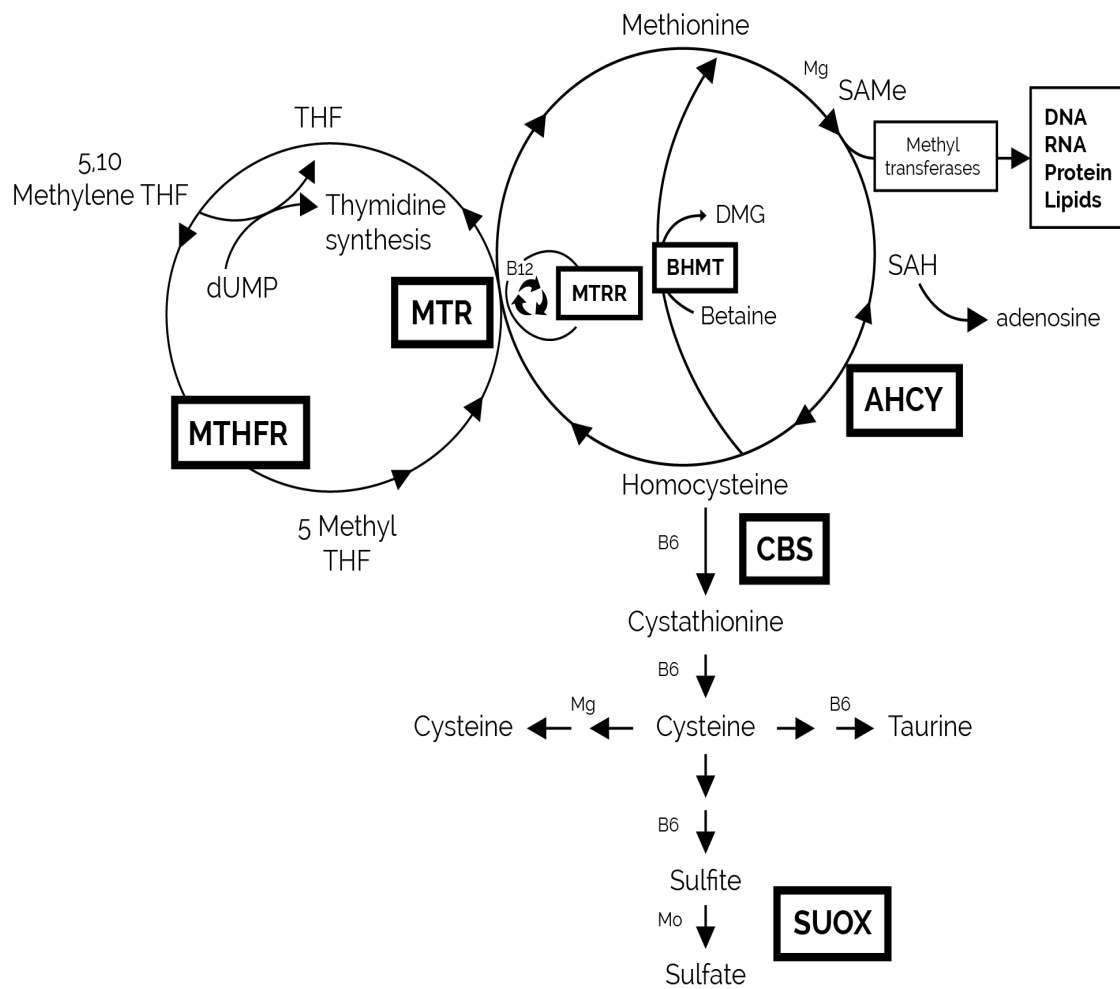 Methionine
Mg
SAMe
Methyl
transferases
DNA
RNA
Protein
Lipids
THF
5,10
Methylene THF
Thymidine
synthesis
dUMP
DMG
B12
BHMT
MTRR
MTR
Betaine
SAH
adenosine
AHCY
MTHFR
Homocysteine
5 Methyl
THF
B6
CBS
Cystathionine
B6
Cysteine
Mg
Cysteine
B6
Taurine
B6
Sulfite
Mo
SUOX
Sulfate